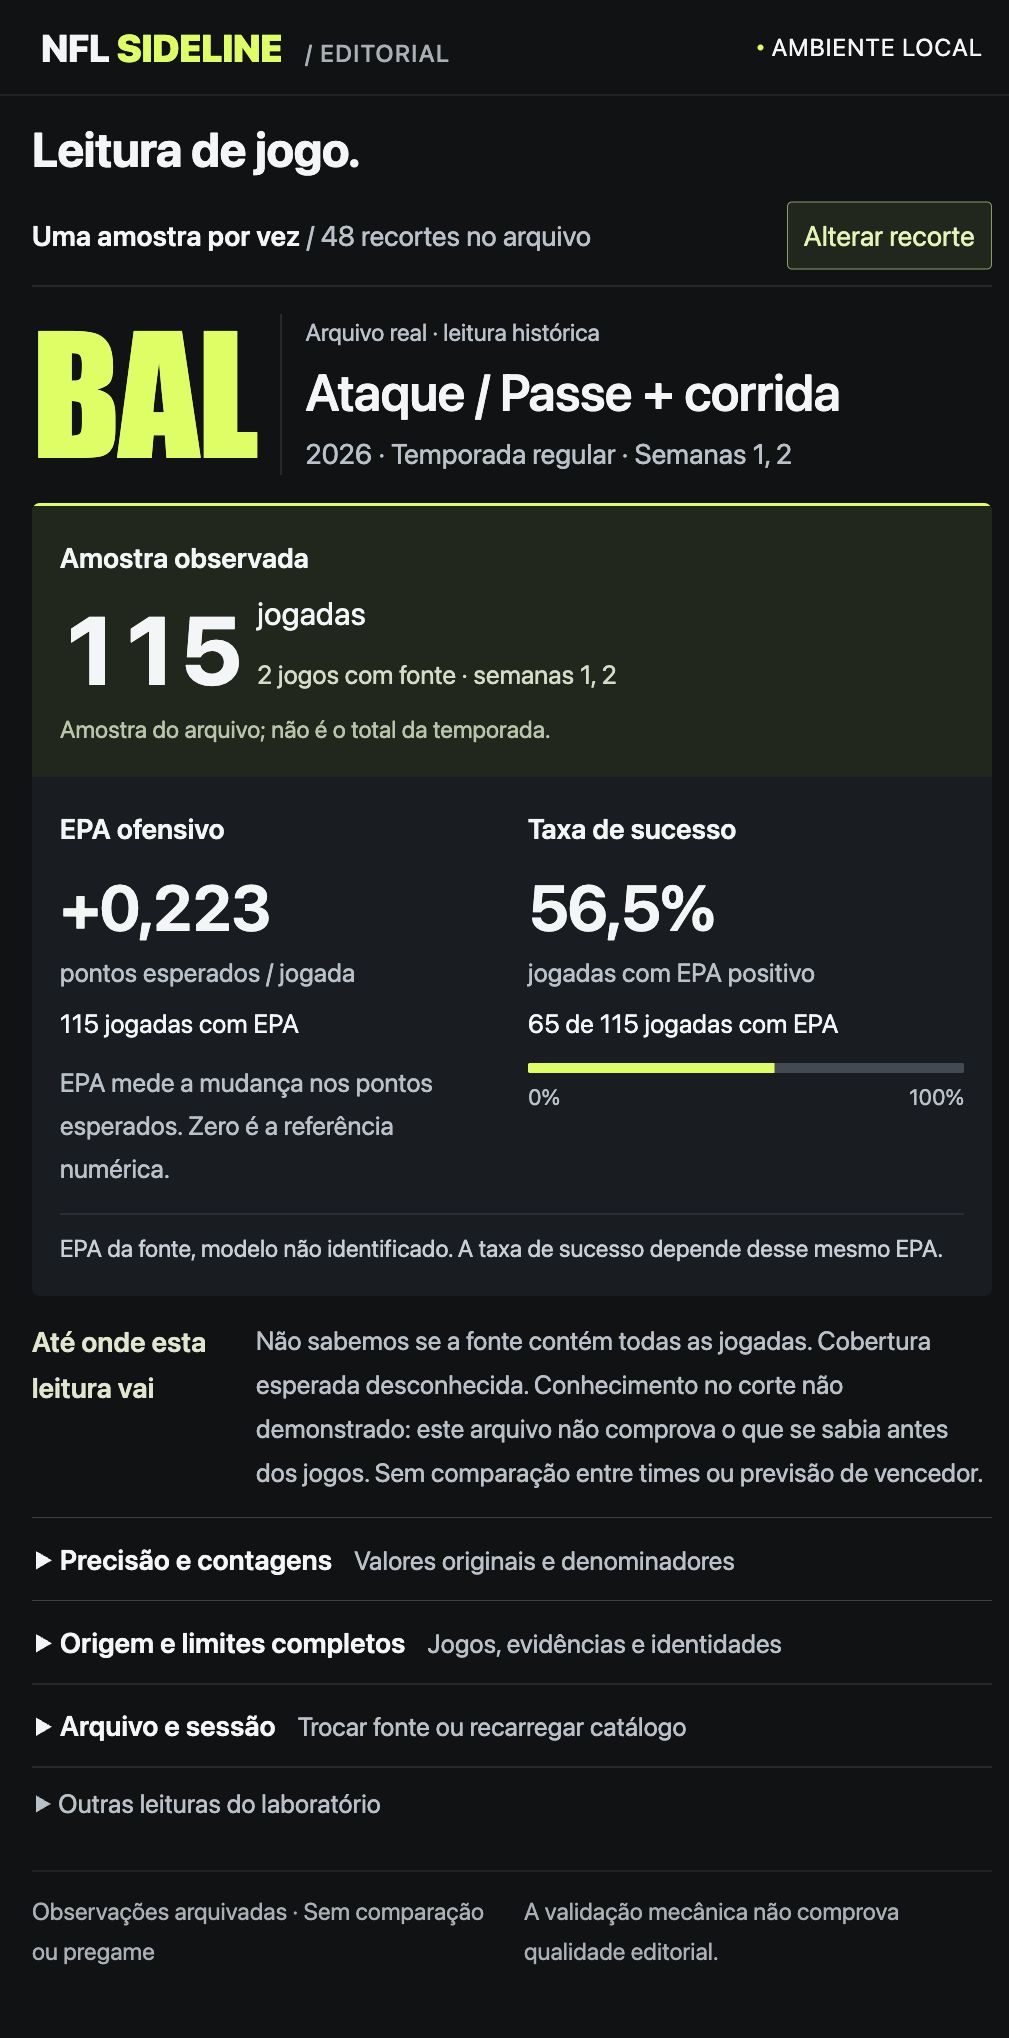 NFL SIDELINE / EDITORIAL
• AMBIENTE LOCAL
Leitura de jogo.
Uma amostra por vez / 48 recortes no arquivo
Alterar recorte
BAL
Arquivo real · leitura histórica
Ataque / Passe + corrida
2026 · Temporada regular · Semanas 1, 2
Amostra observada
115 jogadas
2 jogos com fonte · semanas 1, 2
Amostra do arquivo; não é o total da temporada.
EPA ofensivo
+0,223
pontos esperados / jogada
115 jogadas com EPA
EPA mede a mudança nos pontos
esperados. Zero é a referência
numérica.
Taxa de sucesso
56,5%
jogadas com EPA positivo
65 de 115 jogadas com EPA
0% 100%
EPA da fonte, modelo não identificado. A taxa de sucesso depende desse mesmo EPA.
Até onde esta
leitura vai
Não sabemos se a fonte contém todas as jogadas. Cobertura
esperada desconhecida. Conhecimento no corte não
demonstrado: este arquivo não comprova o que se sabia antes
dos jogos. Sem comparação entre times ou previsão de vencedor.
▶ Precisão e contagens Valores originais e denominadores
▶ Origem e limites completos Jogos, evidências e identidades
▶ Arquivo e sessão Trocar fonte ou recarregar catálogo
▶ Outras leituras do laboratório
Observações arquivadas · Sem comparação
ou pregame
A validação mecânica não comprova
qualidade editorial.